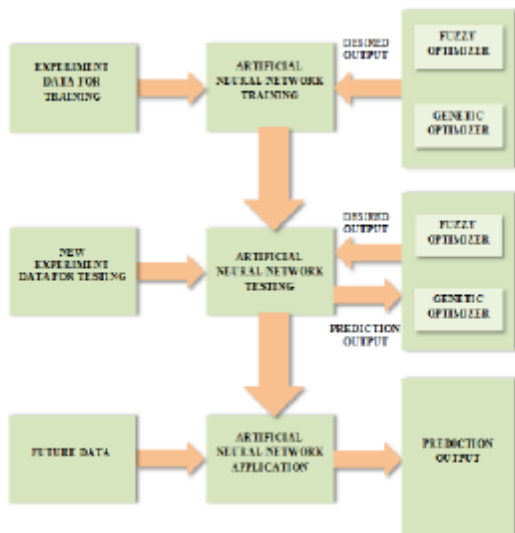 EXPERIMENT
DATA FOR
TRAINING
ARTIFICIAL
NEURAL NETWORK
TRAINING
DESIRED
OUTPUT
FUZZY
OPTIMIZER
GENETIC
OPTIMIZER
NEW
EXPERIMENT
DATA FOR TESTING
ARTIFICIAL
NEURAL NETWORK
TESTING
DESIRED
OUTPUT
PREDICTION
OUTPUT
FUZZY
OPTIMIZER
GENETIC
OPTIMIZER
FUTURE DATA
ARTIFICIAL
NEURAL NETWORK
APPLICATION
PREDICTION
OUTPUT